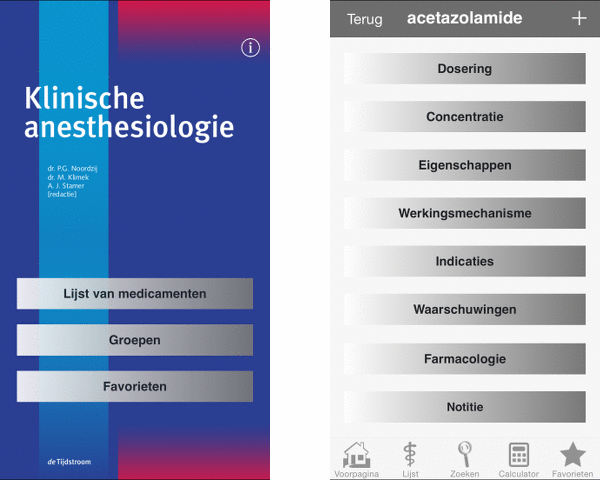 Klinische
anesthesiologie
dr. P.G. Noordzij
dr. M. Klimek
A. J. Stamer
(redactie)
Lijst van medicamenten
Groepen
Favorieten
de Tijdstroom
Terug
acetazolamide
Dosering
Concentratie
Eigenschappen
Werkingsmechanisme
Indicaties
Waarschuwingen
Farmacologie
Notitie
Voorpagina
Lijst
Zoeken
Calculator
Favorieten